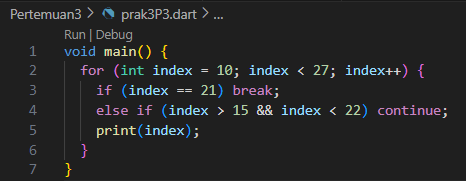 Pertemuan3 > prak3P3.dart > ...
Run | Debug
1 void main() {
2 for (int index = 10; index < 27; index++) {
3 if (index == 21) break;
4 else if (index > 15 && index < 22) continue;
5 print(index);
6 }
7 }